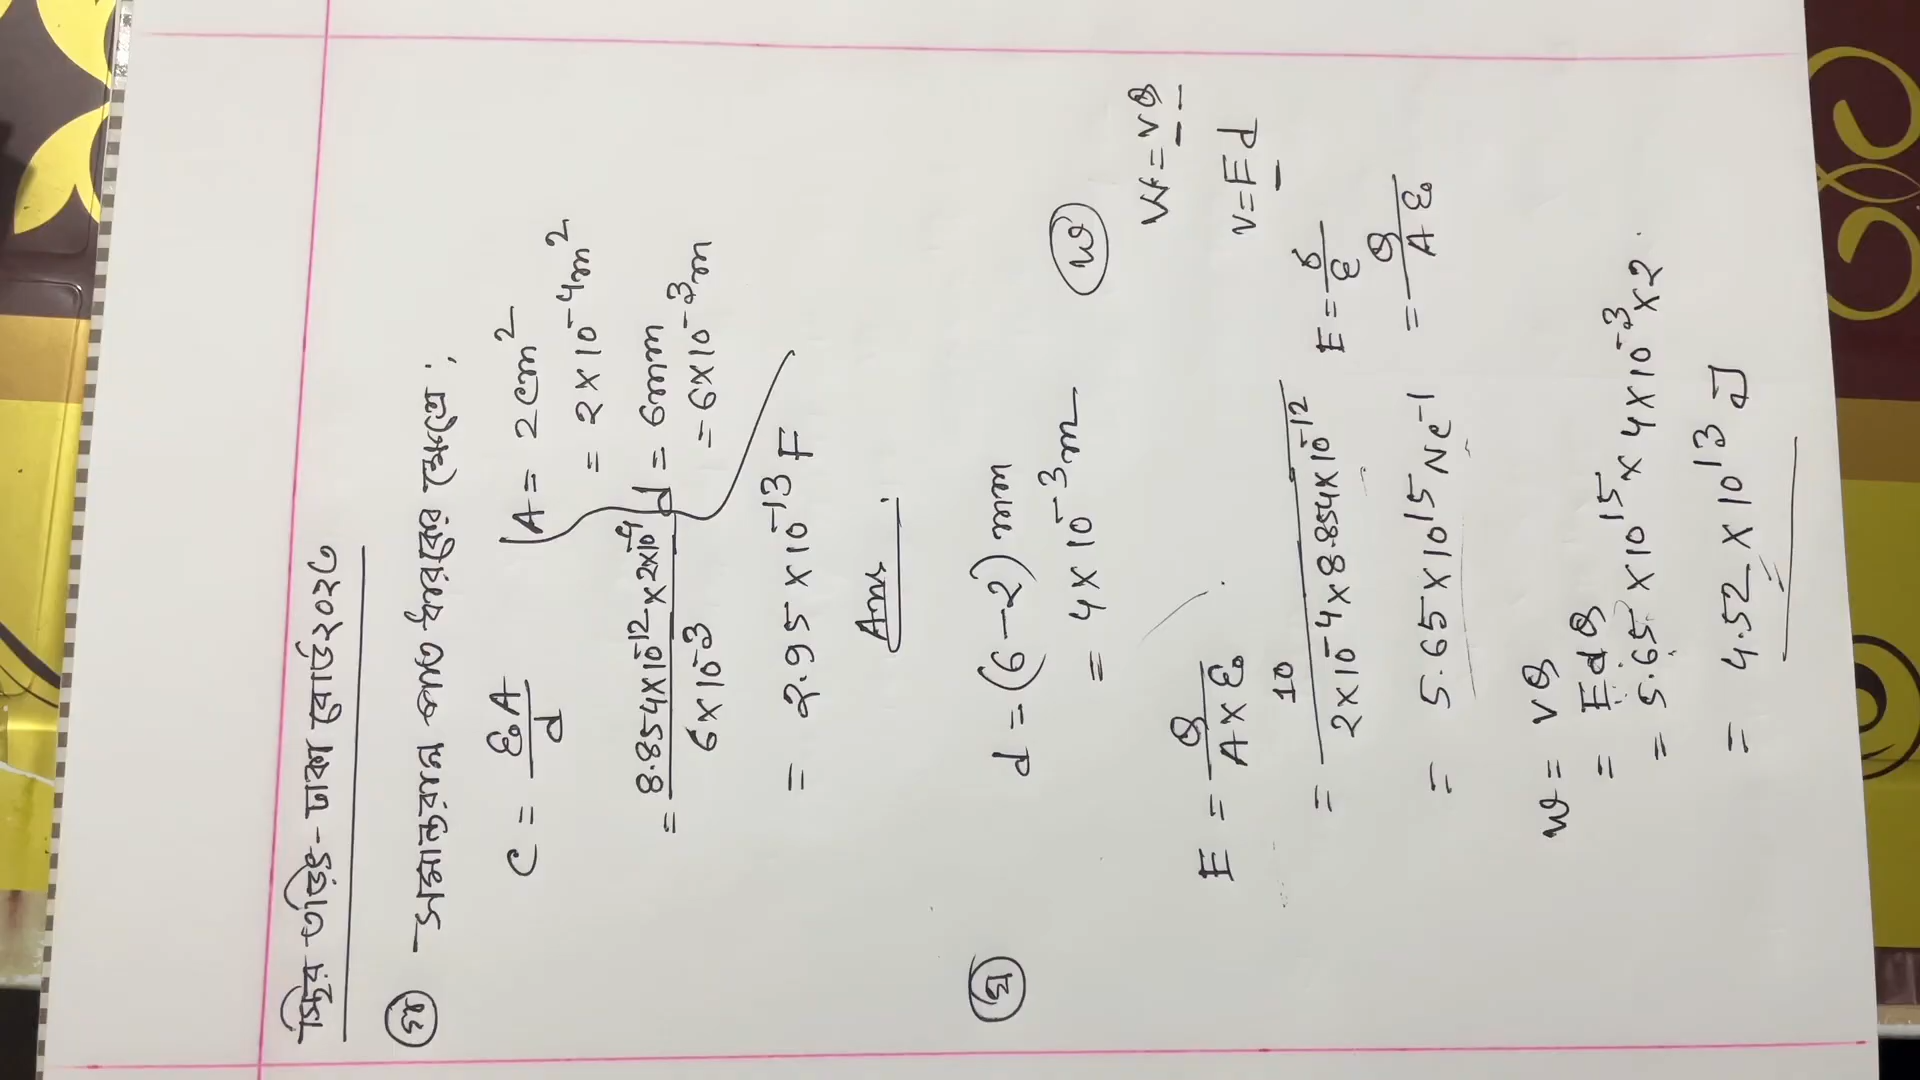 স্থির তড়িৎ- ঢাকা বোর্ড২০২৩
গ সমান্তরাল পাত ধারকের ধারকত্ব ;
C = ε₀A / d
A = 2cm²
= 2×10⁻⁴m²
d = 6mm
= 6×10⁻³m
= 8.854×10⁻¹² × 2×10⁻⁴ / 6×10⁻³
= 2.95 × 10⁻¹³ F
Ans.
ঘ d = (6-2) mm
= 4×10⁻³m
W
W = VQ
V = Ed
E = Q / A×ε₀
E = δ / ε
= Q / A ε₀
= 10 / 2×10⁻⁴×8.854×10⁻¹²
= 5.65×10¹⁵ Nc⁻¹
W = VQ
= EdQ
= 5.65×10¹⁵×4×10⁻³×2.
= 4.52×10¹³ J